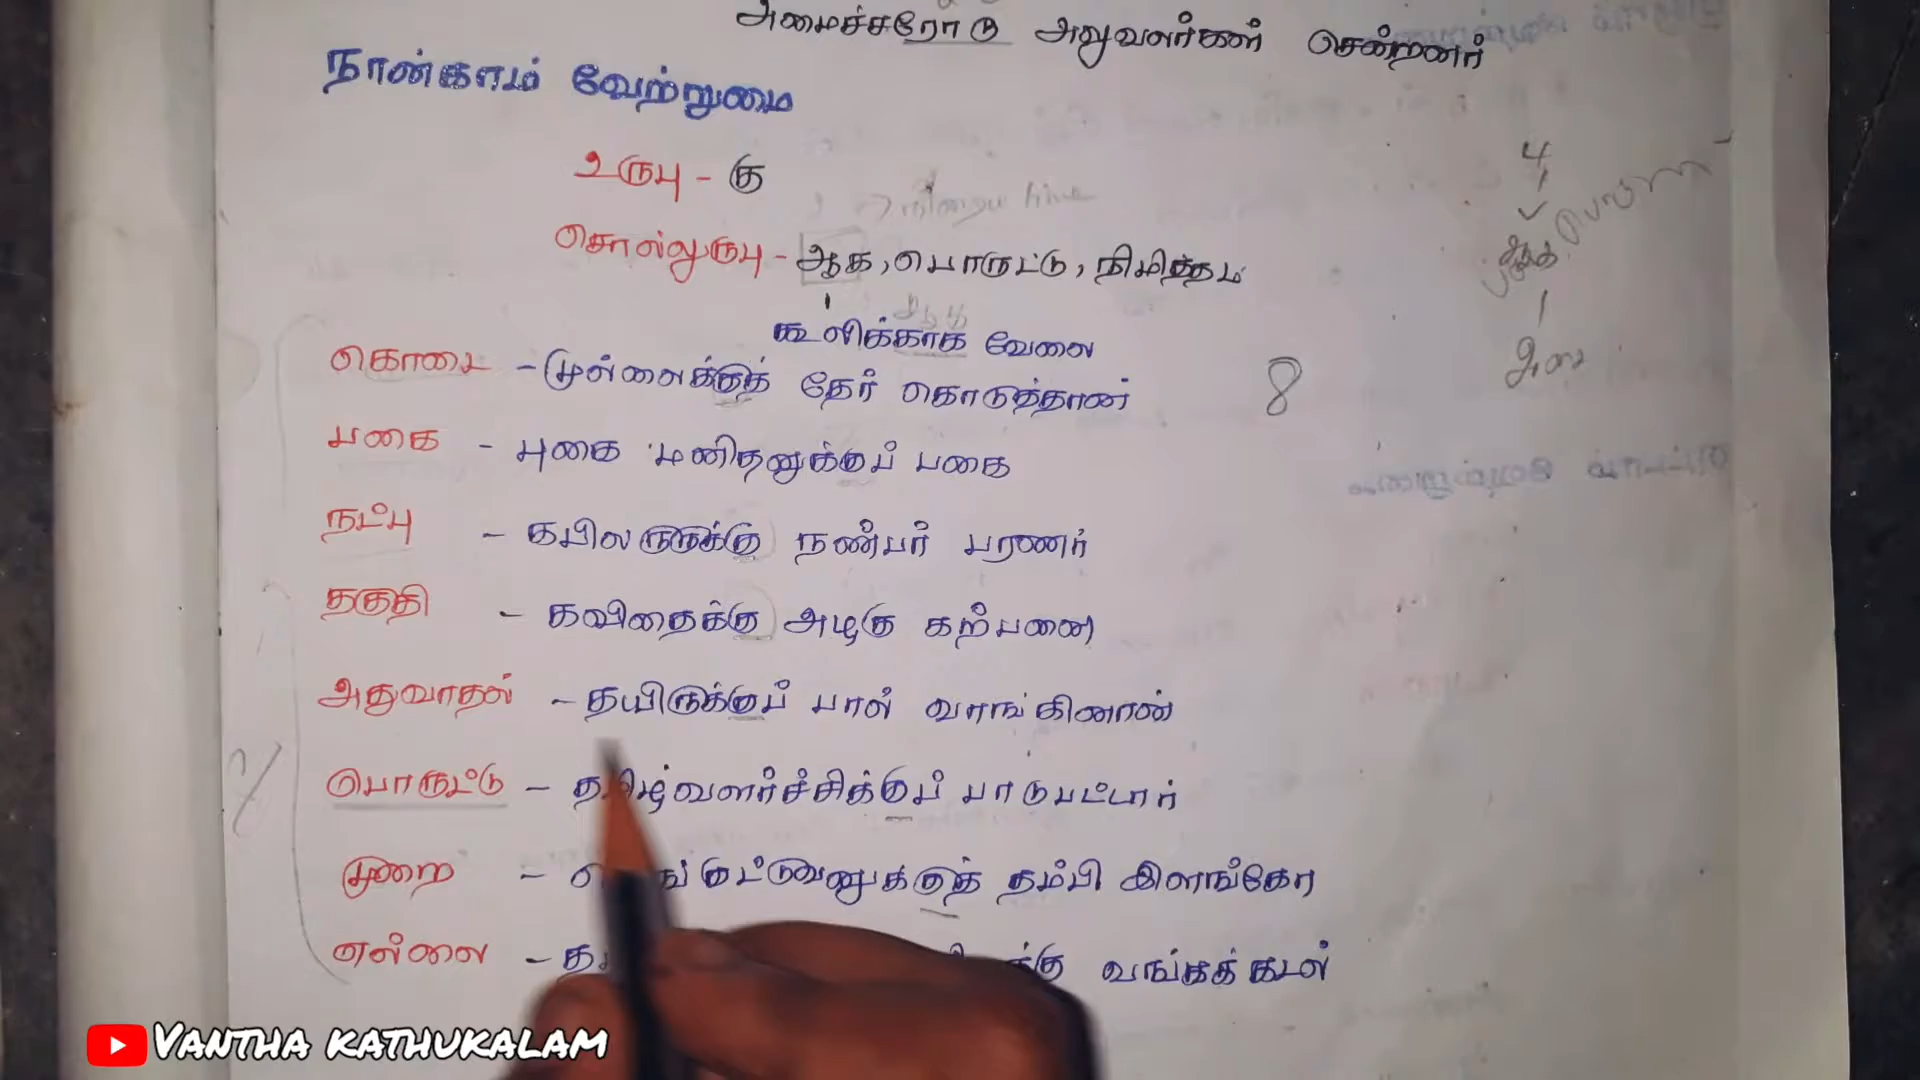 அமைச்சரோடு அலுவலர்கள் சென்றனர்
நான்காம் வேற்றுமை
உருபு - கு
சொல்லுருபு - ஆக, பொருட்டு, நிமித்தம்
கூலிக்காக வேலை
கொடை - முல்லைக்குத் தேர் கொடுத்தான்
பகை - புகை மனிதனுக்குப் பகை
நட்பு - கபிலருக்கு நண்பர் பரணர்
தகுதி - கவிதைக்கு அழகு கற்பனை
அதுவாதல் - தயிருக்குப் பால் வாங்கினான்
பொருட்டு - தமிழ்வளர்ச்சிக்குப் பாடுபட்டார்
முறை - குட்டுவனுக்குத் தம்பி இளங்கோ
எல்லை - க்கு வங்கக் கடல்
4
ஆக
8
VANTHA KATHUKALAM